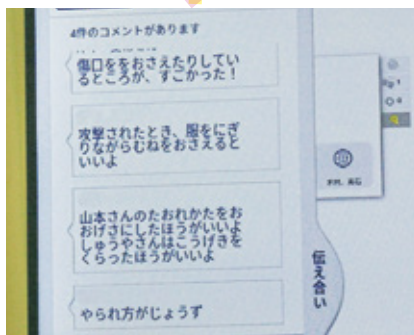 4件のコメントがあります
傷口ををおさえたりしてい
るところが、すごかった！
攻撃されたとき、服をにぎ
りながらむねをおさえると
いいよ
山本さんのたおれかたをお
おげさにしたほうがいいよ
しゅうやさんはこうげきを
くらったほうがいいよ
やられ方がじょうず
伝え合い